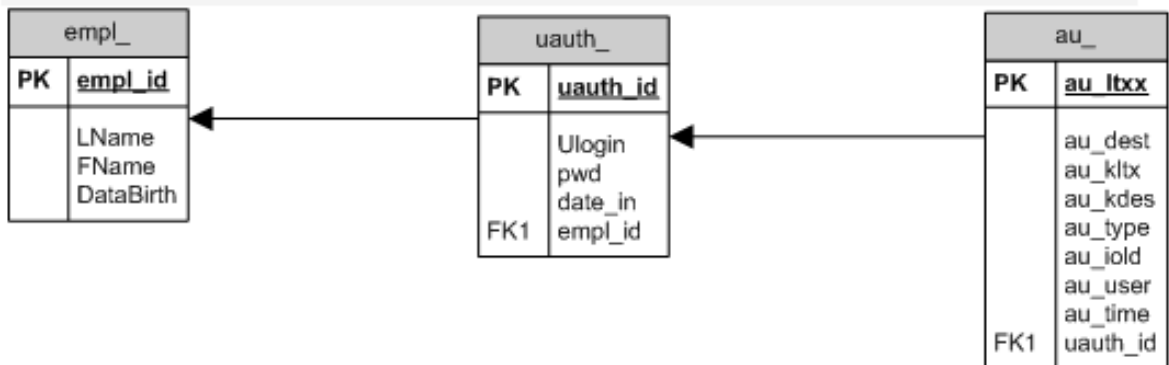 empl_
PK empl_id
LName
FName
DataBirth
uauth_
PK uauth_id
Ulogin
pwd
date_in
FK1 empl_id
au_
PK au_ltxx
au_dest
au_kltx
au_kdes
au_type
au_iold
au_user
au_time
FK1 uauth_id